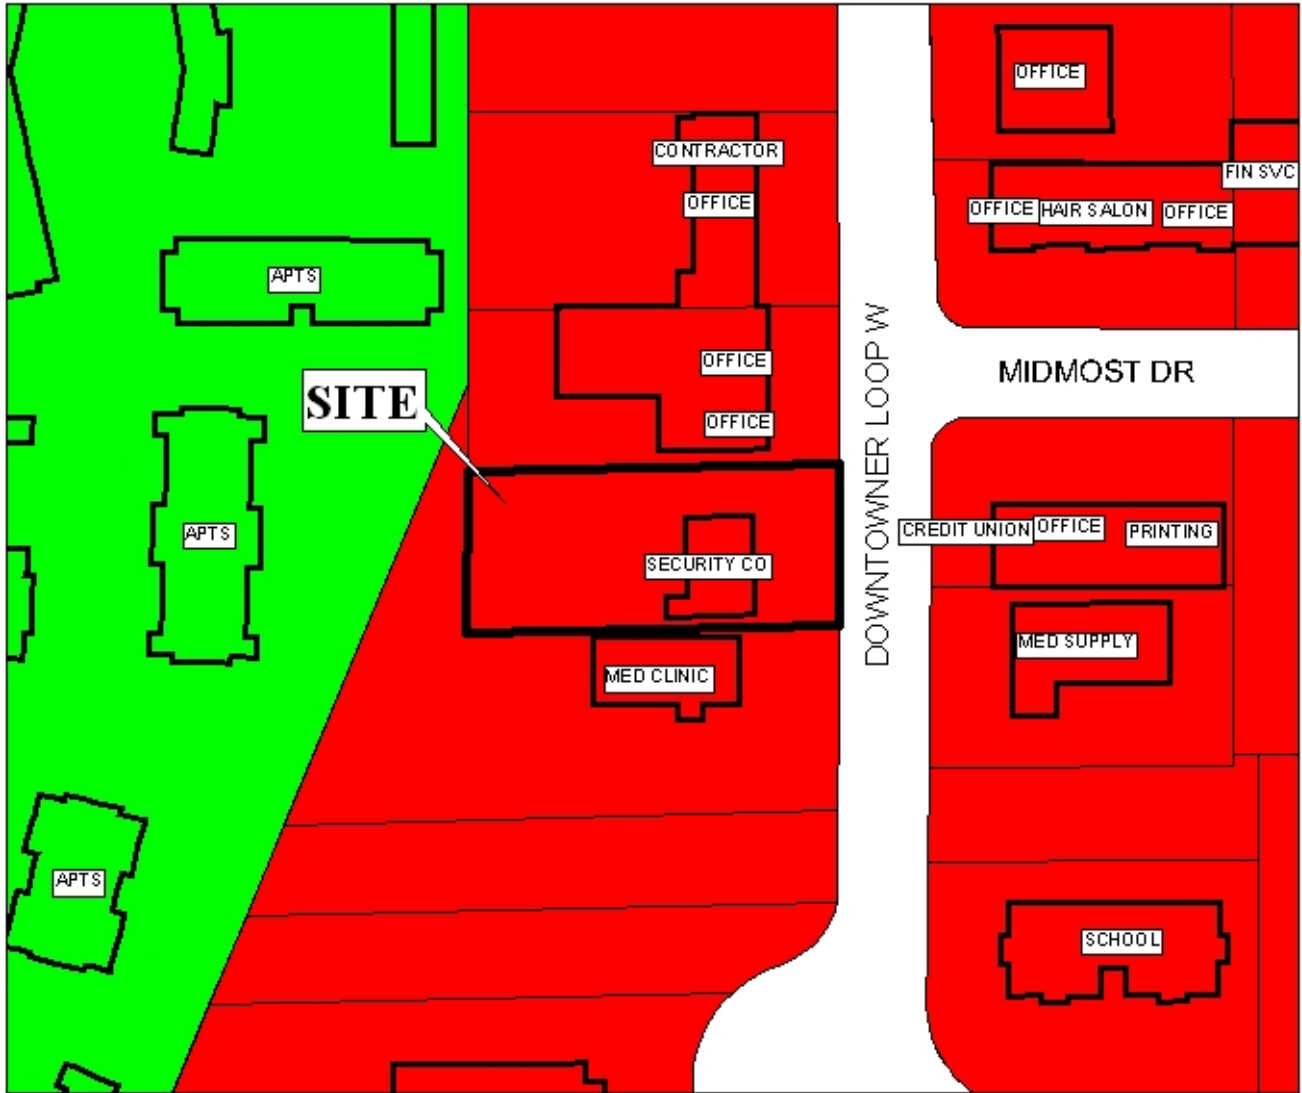 OFFICE
CONTRACTOR
FIN SVC
OFFICE
OFFICE
HAIR SALON
OFFICE
APTS
OFFICE
MIDMOST DR
SITE
OFFICE
DOWNTOWNER LOOP W
APTS
CREDIT UNION
OFFICE
PRINTING
SECURITY CO
MED SUPPLY
MED CLINIC
APTS
SCHOOL